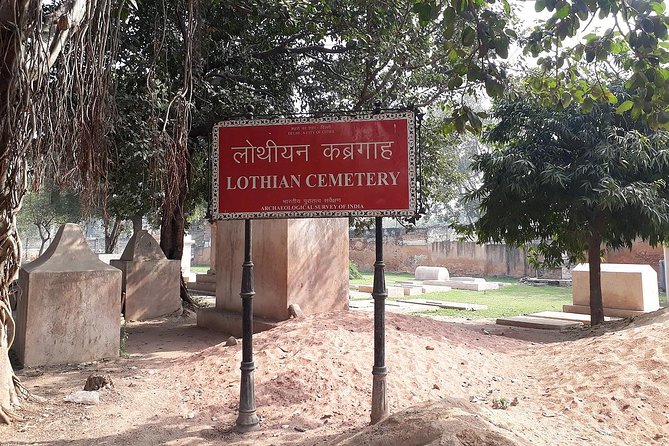 लोथीयन कब्रगाह
LOTHIAN CEMETERY
भारतीय पुरातत्व सर्वेक्षण
ARCHAEOLOGICAL SURVEY OF INDIA